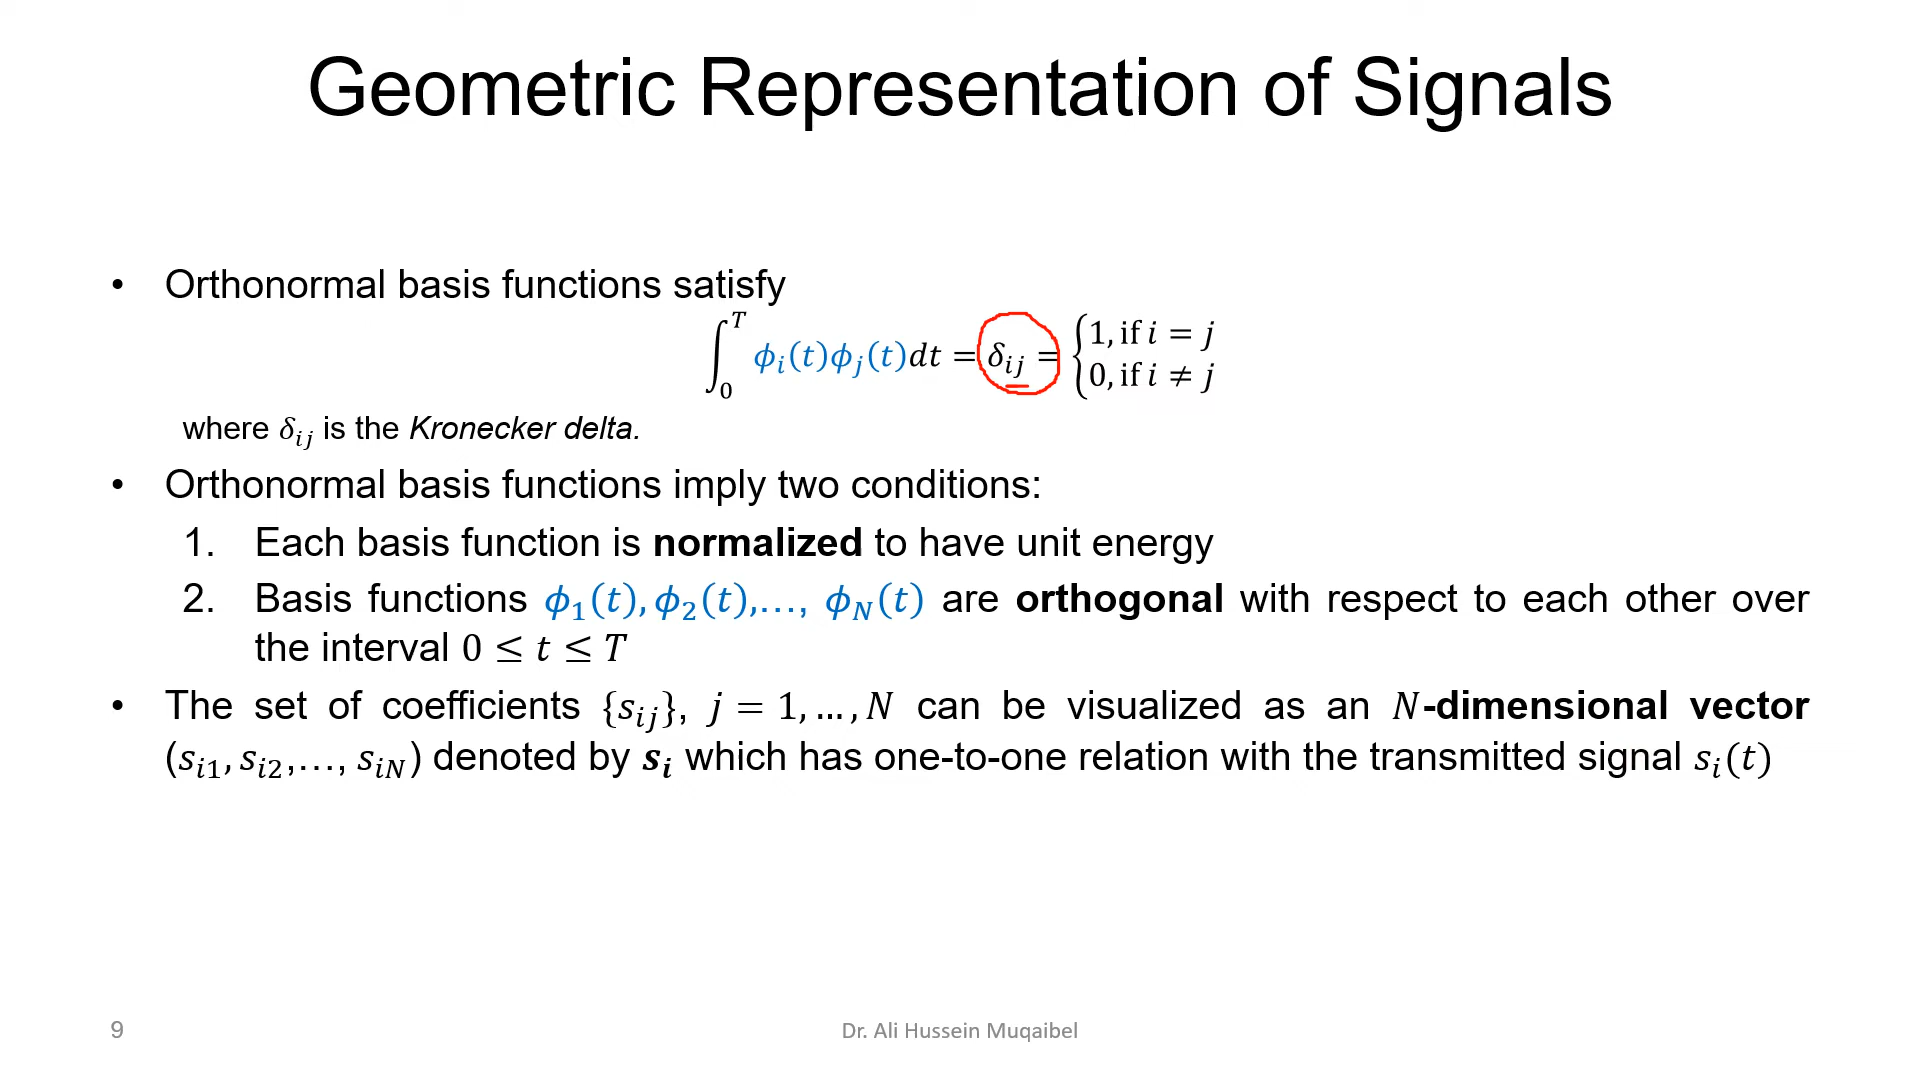 Geometric Representation of Signals
• Orthonormal basis functions satisfy
∫₀ᵀ ϕᵢ(t)ϕⱼ(t)dt = δᵢⱼ = {1, if i = j
0, if i ≠ j
where δᵢⱼ is the Kronecker delta.
• Orthonormal basis functions imply two conditions:
1. Each basis function is normalized to have unit energy
2. Basis functions ϕ₁(t), ϕ₂(t),…, ϕ_N(t) are orthogonal with respect to each other over
the interval 0 ≤ t ≤ T
• The set of coefficients {sᵢⱼ}, j = 1, … , N can be visualized as an N-dimensional vector
(sᵢ₁, sᵢ₂,…, s_iN) denoted by sᵢ which has one-to-one relation with the transmitted signal sᵢ(t)
9 Dr. Ali Hussein Muqaibel